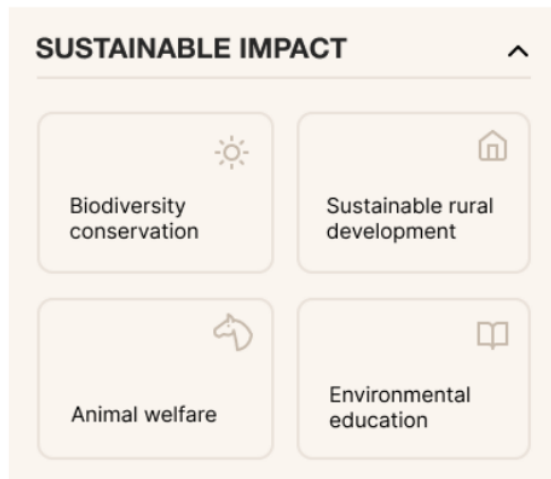 SUSTAINABLE IMPACT
Biodiversity
conservation
Sustainable rural
development
Animal welfare
Environmental
education